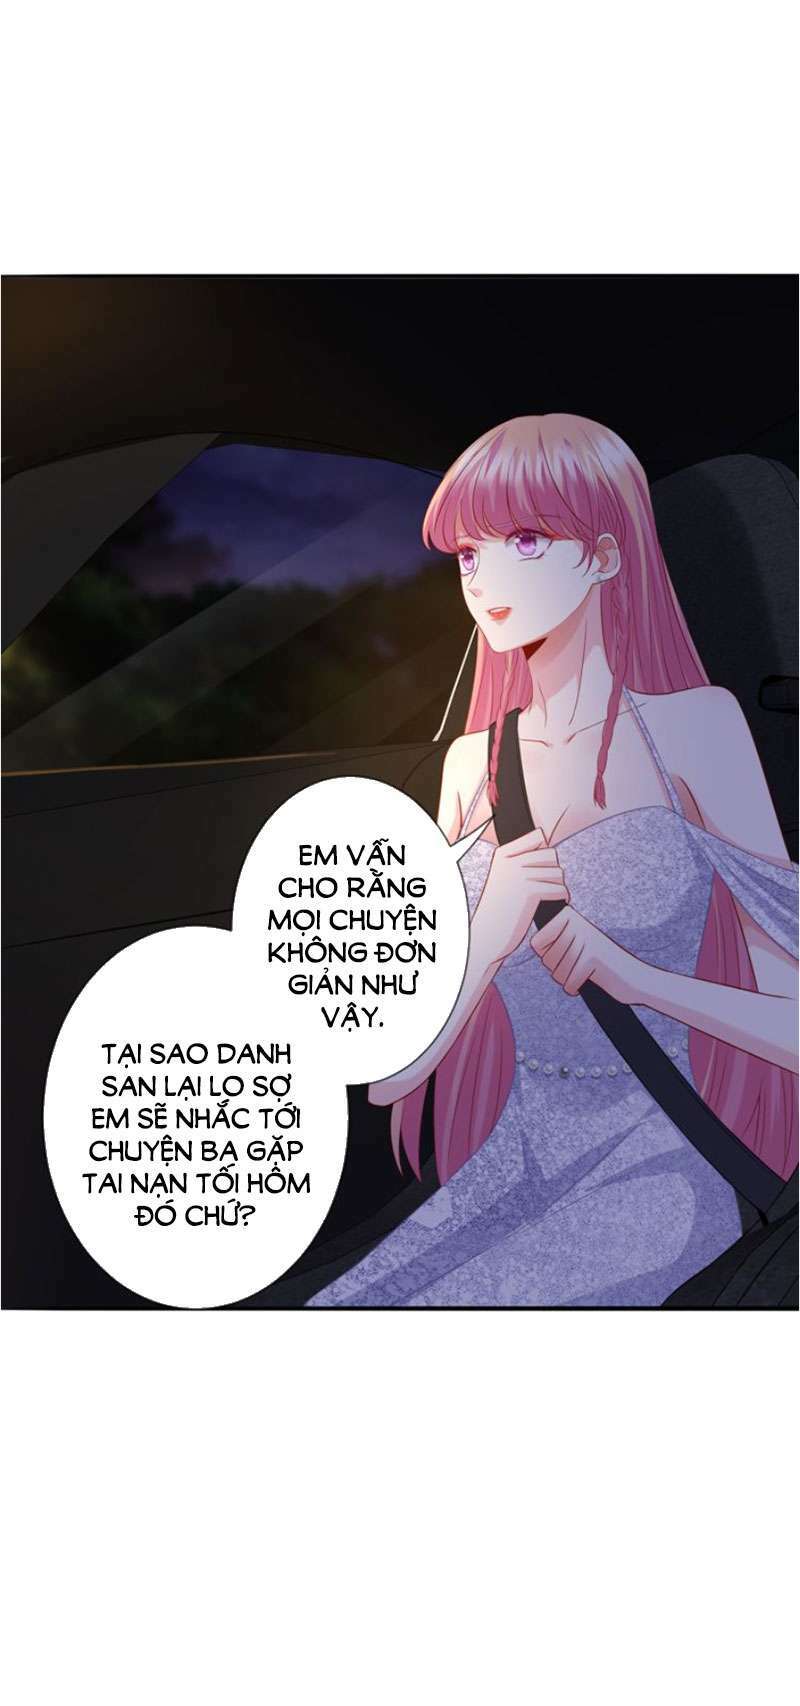 EM VẪN
CHO RẰNG
MỌI CHUYỆN
KHÔNG ĐƠN
GIẢN NHƯ
VẬY.
TẠI SAO DANH
SAN LẠI LO SỢ
EM SẼ NHẮC TỚI
CHUYỆN BA GẶP
TAI NẠN TỐI HÔM
ĐÓ CHỨ?